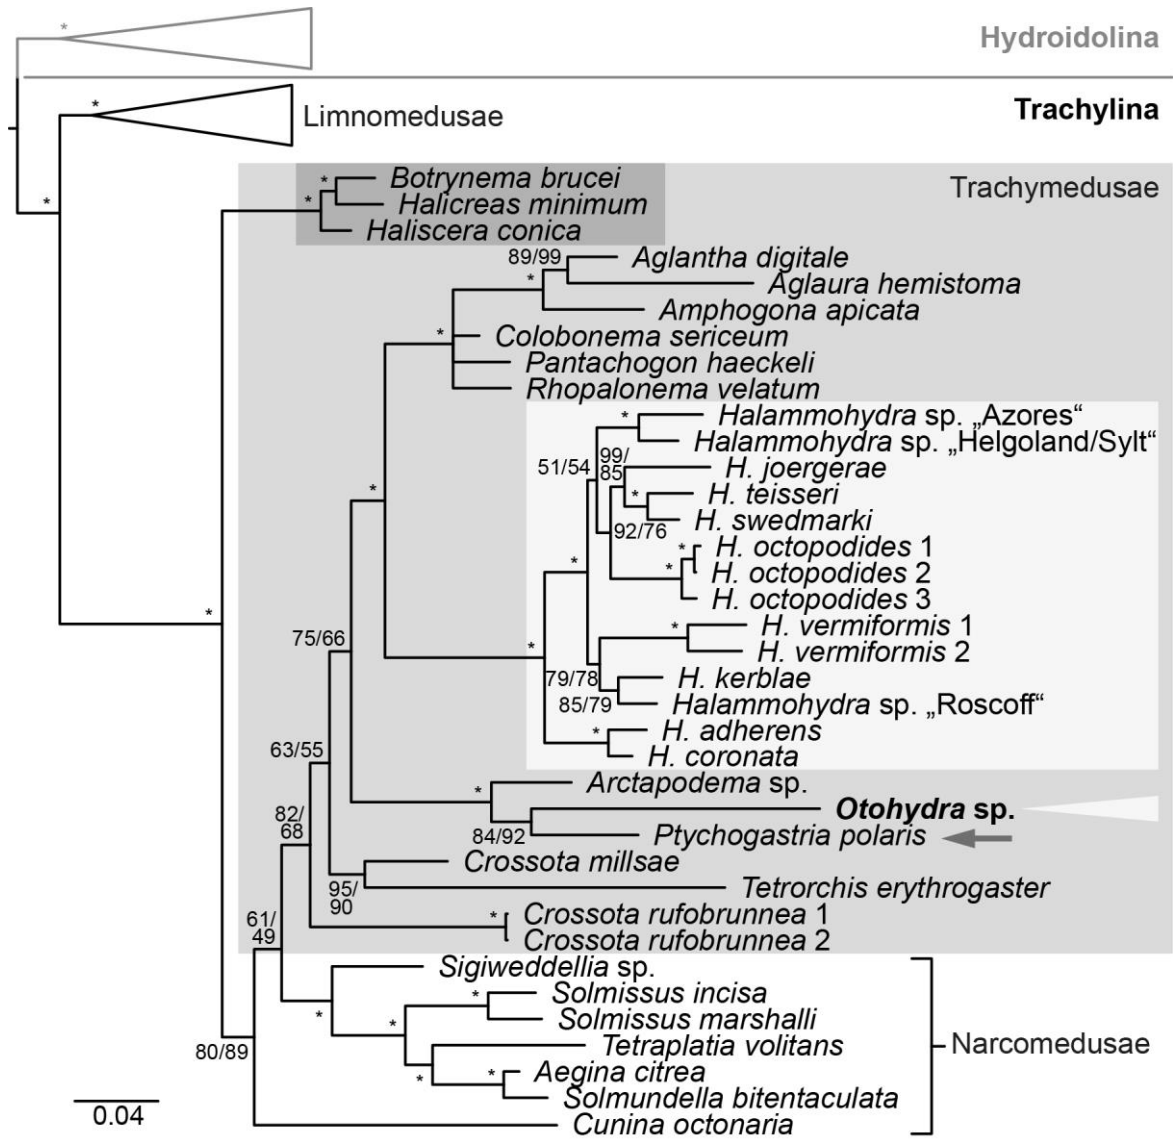 *
Hydroidolina
*
Limnomedusae
Trachylina
*
Trachymedusae
*
Botrynema brucei
*
Halicreas minimum
Haliscera conica
89/99
Aglantha digitale
*
Aglaura hemistoma
Amphogona apicata
*
Colobonema sericeum
Pantachogon haeckeli
Rhopalonema velatum
*
Halammohydra sp. „Azores“
Halammohydra sp. „Helgoland/Sylt“
51/54
99/
85
H. joergerae
*
H. teisseri
*
H. swedmarki
92/76
*
H. octopodides 1
*
H. octopodides 2
*
H. octopodides 3
*
H. vermiformis 1
*
H. vermiformis 2
75/66
*
79/78
H. kerblae
85/79
Halammohydra sp. „Roscoff“
*
H. adherens
H. coronata
63/55
*
Arctapodema sp.
Otohydra sp.
82/
68
84/92
Ptychogastria polaris
Crossota millsae
95/
90
Tetrorchis erythrogaster
61/
49
*
Crossota rufobrunnea 1
Crossota rufobrunnea 2
Sigiweddellia sp.
*
*
Solmissus incisa
*
Solmissus marshalli
80/89
Tetraplatia volitans
Narcomedusae
*
*
Aegina citrea
Solmundella bitentaculata
0.04
Cunina octonaria